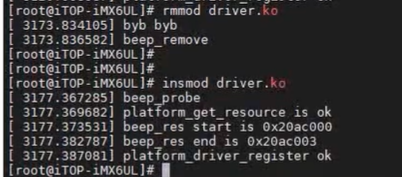 [root@iTOP-iMX6UL]# rmmod driver.ko
[ 3173.834105] byb byb
[ 3173.836582] beep_remove
[root@iTOP-iMX6UL]#
[root@iTOP-iMX6UL]#
[root@iTOP-iMX6UL]# insmod driver.ko
[ 3177.367285] beep_probe
[ 3177.369682] platform_get_resource is ok
[ 3177.373531] beep_res start is 0x20ac000
[ 3177.382787] beep_res end is 0x20ac003
[ 3177.387081] platform_driver_register ok
[root@iTOP-iMX6UL]#